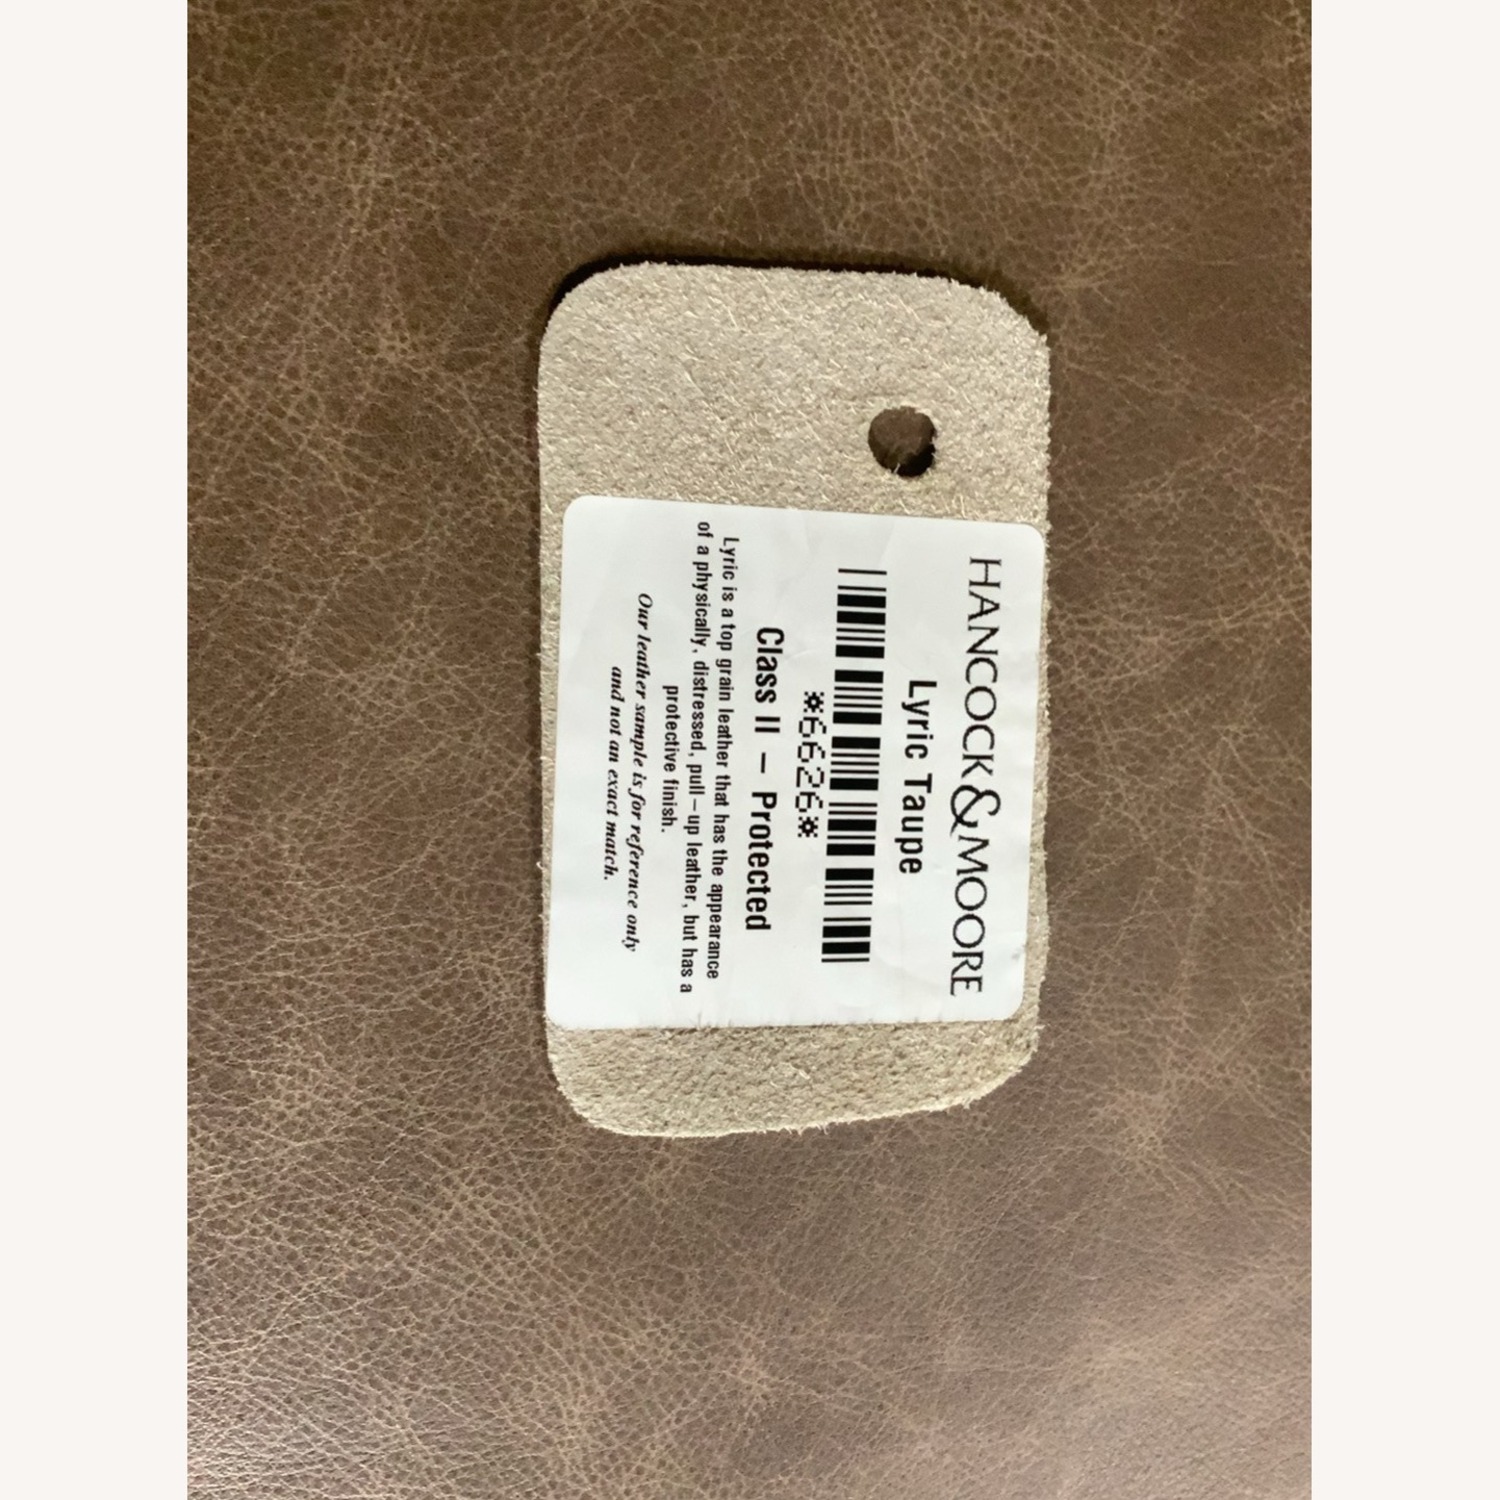 HANCOCK&MOORE
Lyric Taupe
*6626*
Class II – Protected
Lyric is a top grain leather that has the appearance
of a physically, distressed, pull–up leather, but has a
protective finish.
Our leather sample is for reference only
and not an exact match.